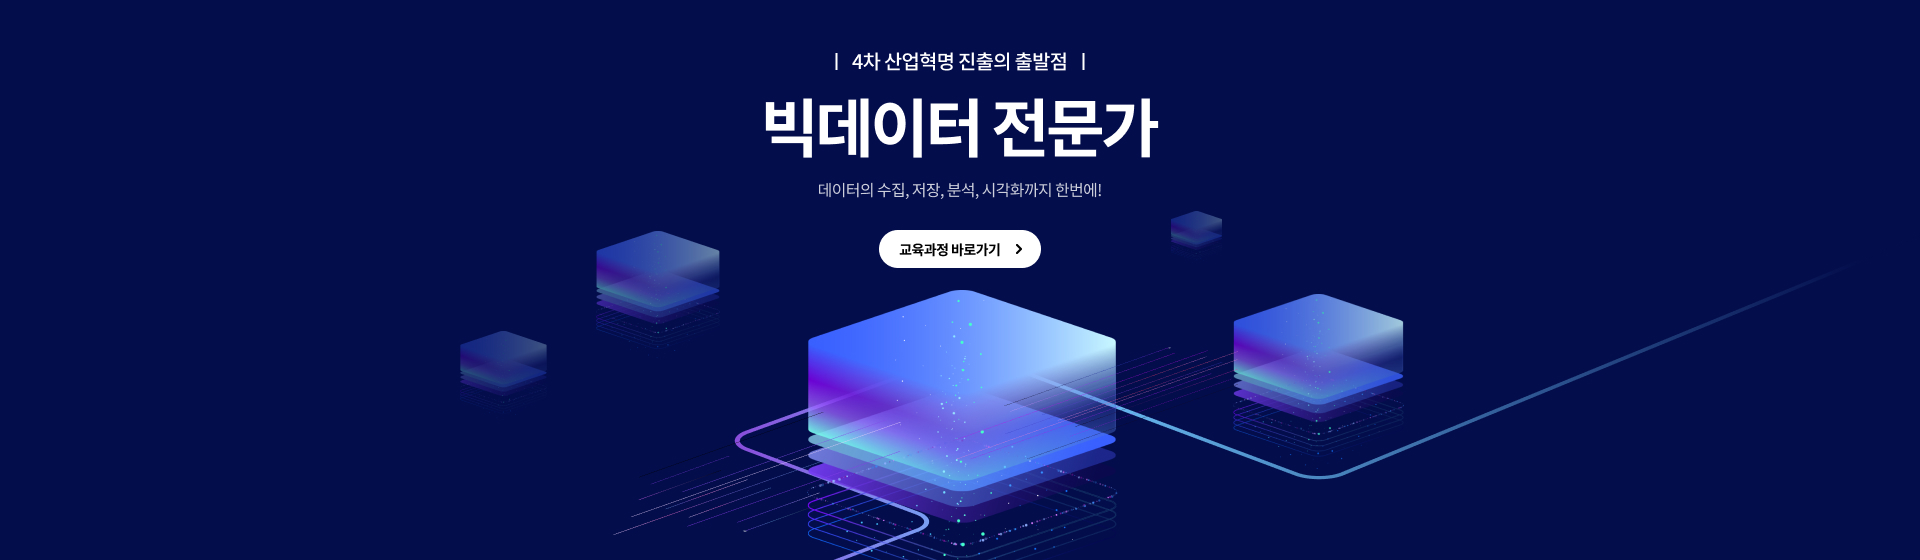 | 4차 산업혁명 진출의 출발점 |
빅데이터 전문가
데이터의 수집, 저장, 분석, 시각화까지 한번에!
교육과정 바로가기 >